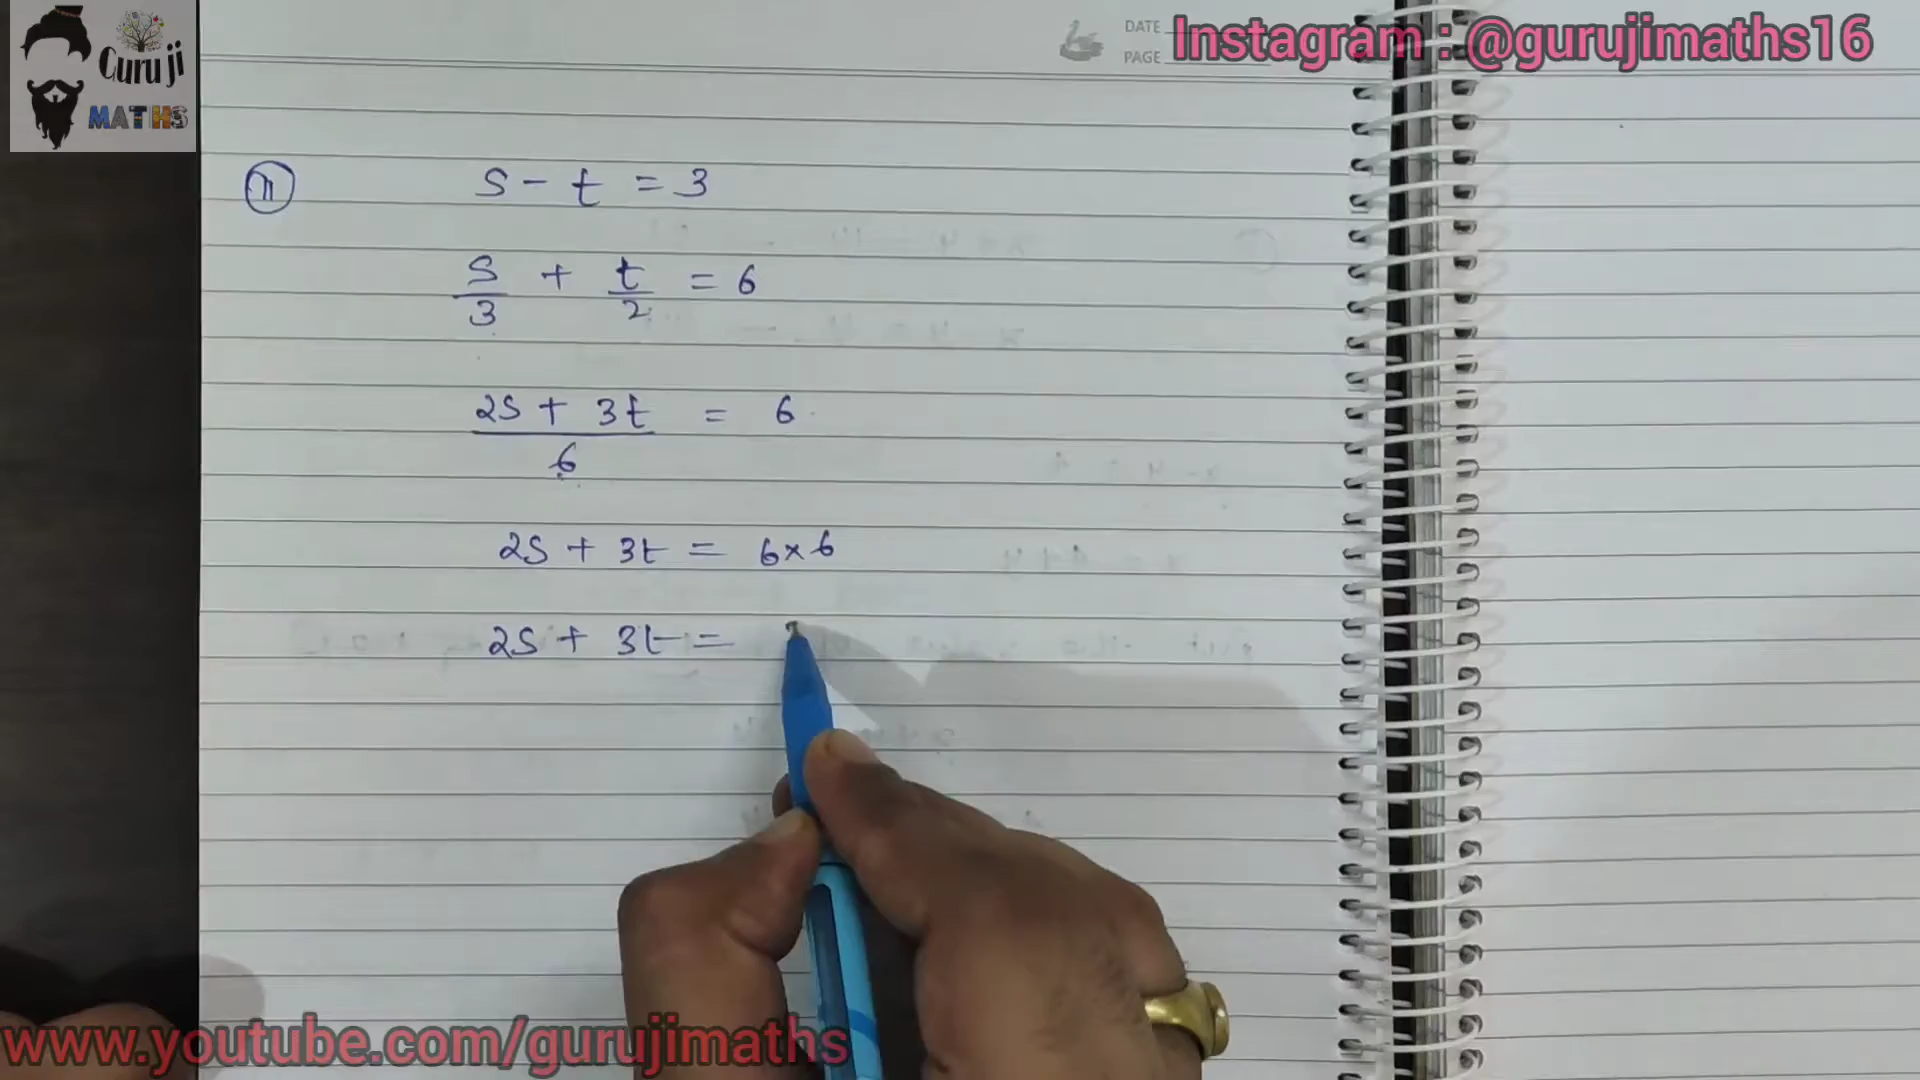 Guru ji
MATHS
DATE
PAGE
Instagram : @gurujimaths16
(ii) s - t = 3
s/3 + t/2 = 6
(2s + 3t)/6 = 6
2s + 3t = 6 × 6
2s + 3t =
www.youtube.com/gurujimaths